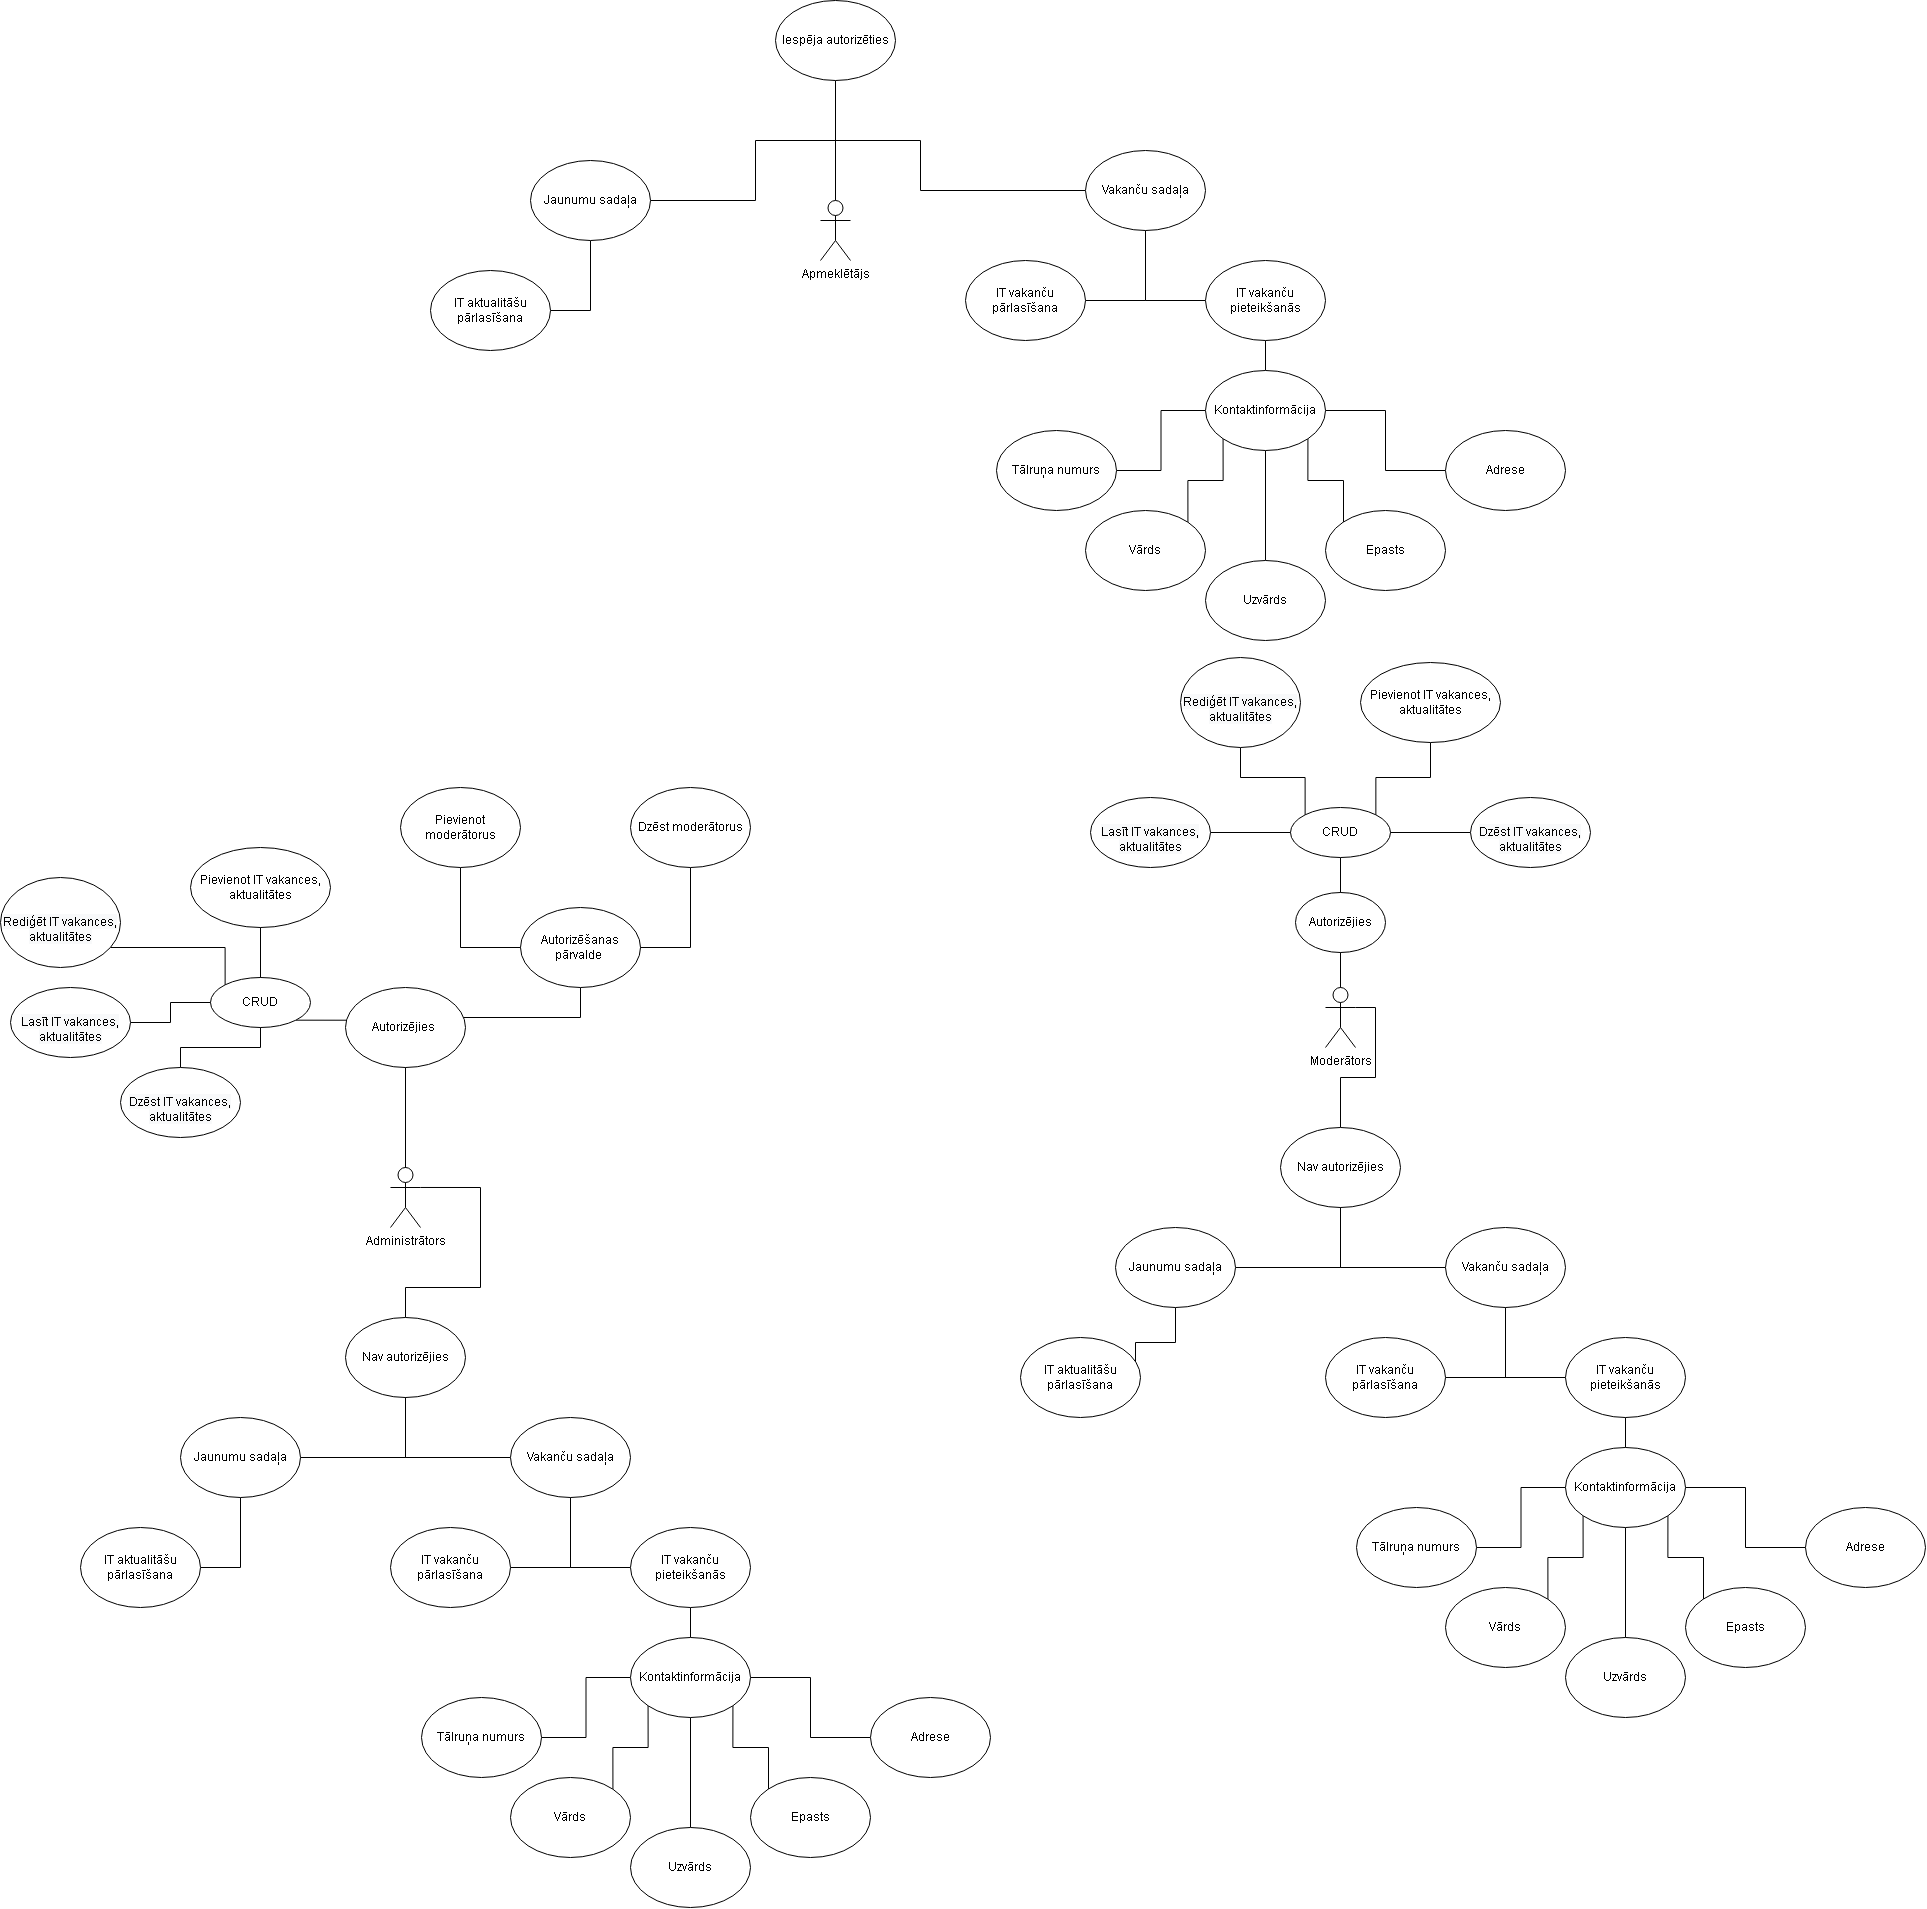 Iespēja autorizēties
Jaunumu sadaļa
Vakanču sadaļa
Apmeklētājs
IT aktualitāšu
pārlasīšana
IT vakanču
pārlasīšana
IT vakanču
pieteikšanās
Kontaktinformācija
Tālruņa numurs
Adrese
Vārds
Epasts
Uzvārds
Rediģēt IT vakances,
aktualitātes
Pievienot IT vakances,
aktualitātes
Lasīt IT vakances,
aktualitātes
CRUD
Dzēst IT vakances,
aktualitātes
Autorizējies
Moderātors
Nav autorizējies
Jaunumu sadaļa
Vakanču sadaļa
IT aktualitāšu
pārlasīšana
IT vakanču
pārlasīšana
IT vakanču
pieteikšanās
Kontaktinformācija
Tālruņa numurs
Adrese
Vārds
Epasts
Uzvārds
Pievienot
moderātorus
Dzēst moderātorus
Pievienot IT vakances,
aktualitātes
Rediģēt IT vakances,
aktualitātes
Autorizēšanas
pārvalde
CRUD
Lasīt IT vakances,
aktualitātes
Autorizējies
Dzēst IT vakances,
aktualitātes
Administrātors
Nav autorizējies
Jaunumu sadaļa
Vakanču sadaļa
IT aktualitāšu
pārlasīšana
IT vakanču
pārlasīšana
IT vakanču
pieteikšanās
Kontaktinformācija
Tālruņa numurs
Adrese
Vārds
Epasts
Uzvārds